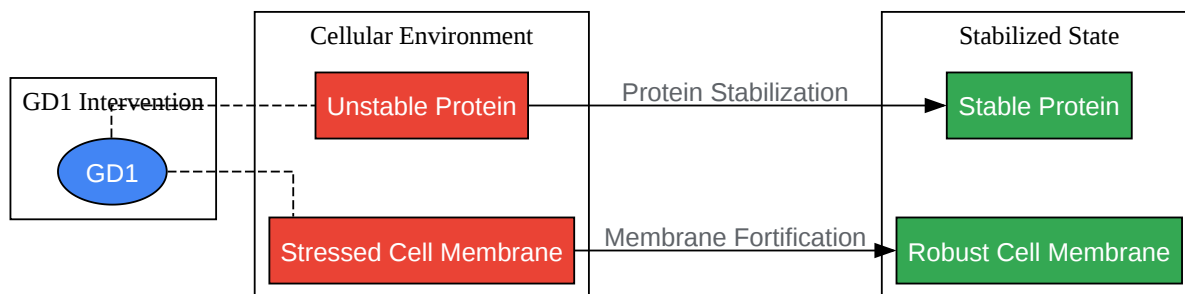 Cellular Environment
Stabilized State
GD1 Intervention
Unstable Protein
Protein Stabilization
Stable Protein
GD1
Stressed Cell Membrane
Membrane Fortification
Robust Cell Membrane